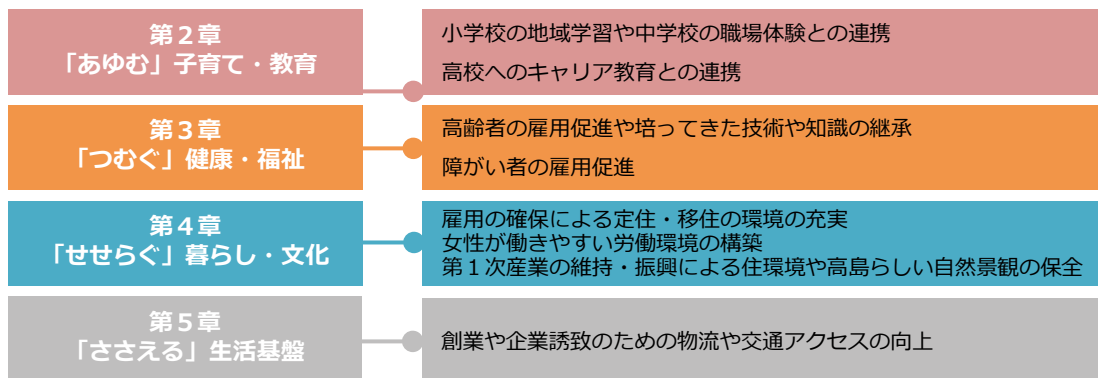 第２章
「あゆむ」子育て・教育
小学校の地域学習や中学校の職場体験との連携
高校へのキャリア教育との連携
第３章
「つむぐ」健康・福祉
高齢者の雇用促進や培ってきた技術や知識の継承
障がい者の雇用促進
第４章
「せせらぐ」暮らし・文化
雇用の確保による定住・移住の環境の充実
女性が働きやすい労働環境の構築
第１次産業の維持・振興による住環境や高島らしい自然景観の保全
第５章
「ささえる」生活基盤
創業や企業誘致のための物流や交通アクセスの向上